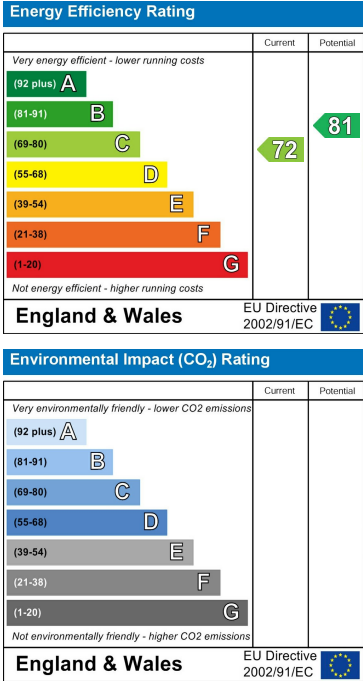 Energy Efficiency Rating
Current Potential
Very energy efficient - lower running costs
(92 plus) A
(81-91) B
81
(69-80) C
72
(55-68) D
(39-54) E
(21-38) F
(1-20) G
Not energy efficient - higher running costs
England & Wales
EU Directive
2002/91/EC
Environmental Impact (CO₂) Rating
Current Potential
Very environmentally friendly - lower CO2 emissions
(92 plus) A
(81-91) B
(69-80) C
(55-68) D
(39-54) E
(21-38) F
(1-20) G
Not environmentally friendly - higher CO2 emissions
England & Wales
EU Directive
2002/91/EC